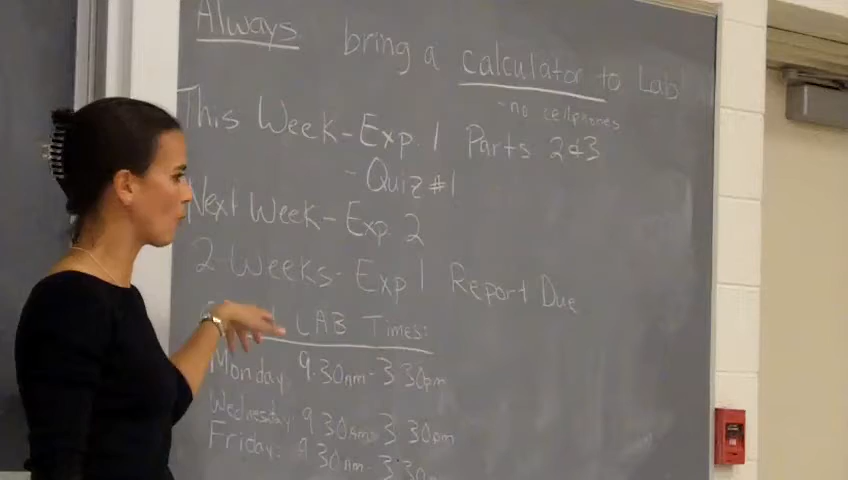 Always bring a calculator to Lab
- no cellphones
This Week - Exp. 1 Parts 2 & 3
- Quiz #1
Next Week - Exp. 2
2 Weeks - Exp 1 Report Due
LAB Times:
Monday: 9:30am - 3:30pm
Wednesday: 9:30am - 3:30pm
Friday: 9:30am - 3:30